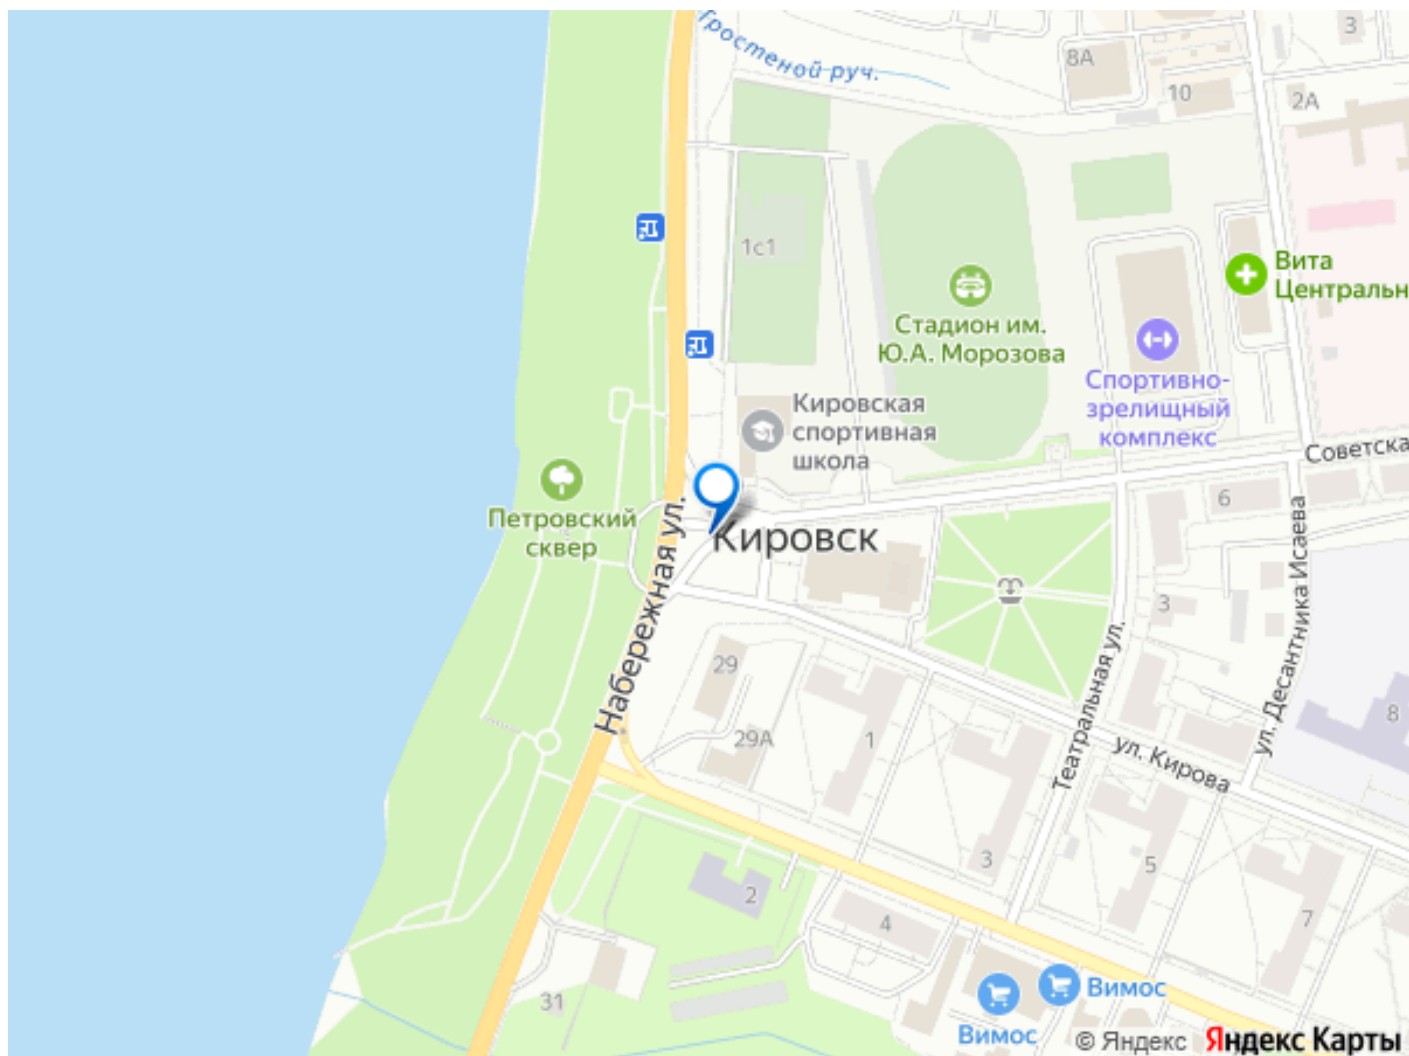 тростеной руч.
3
8А
10
2А
1с1
Вита
Центральн
Стадион им.
Ю.А. Морозова
Спортивно-
зрелищный
комплекс
Кировская
спортивная
школа
Советска
6
Петровский
сквер
Кировск
Набережная ул.
ул. Десантника Исаева
3
Театральная ул.
29
29А
1
ул. Кирова
8
3
5
7
2
4
31
Вимос
Вимос
© Яндекс Яндекс Карты